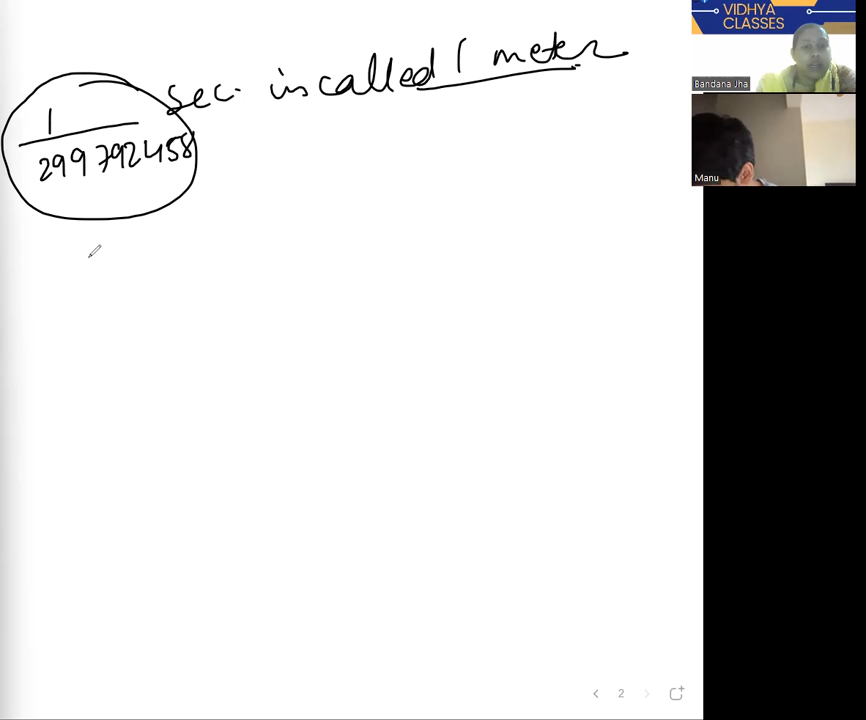 1
299792458 Sec. is called 1 meter
VIDHYA
CLASSES
Bandana Jha
Manu
2